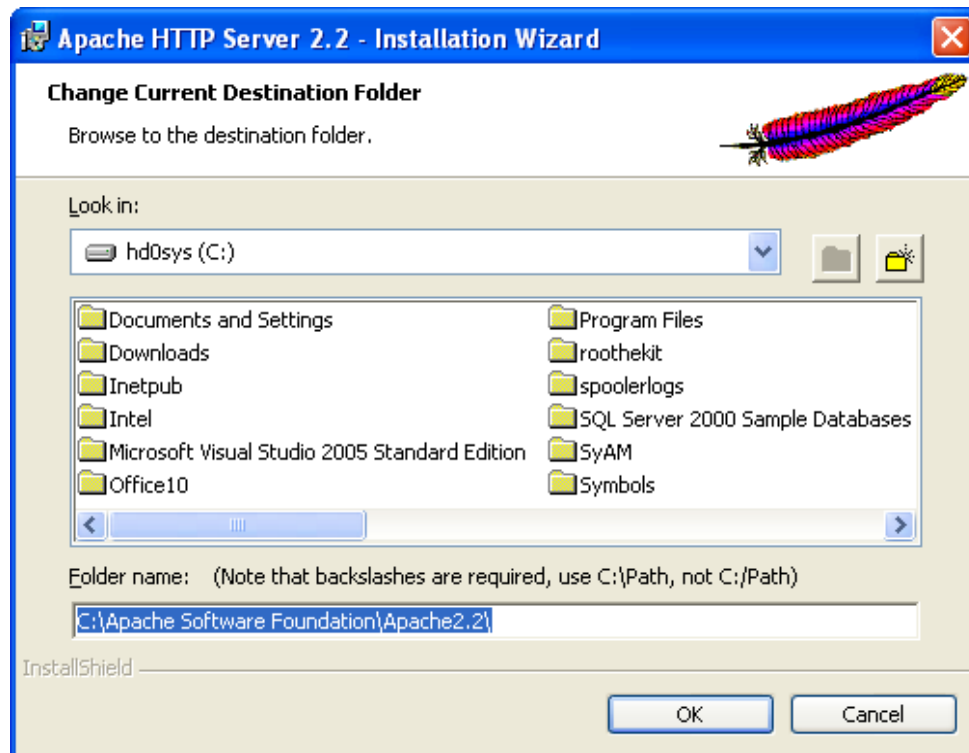 Apache HTTP Server 2.2 - Installation Wizard
Change Current Destination Folder
Browse to the destination folder.
Look in:
hd0sys (C:)
Documents and Settings
Downloads
Inetpub
Intel
Microsoft Visual Studio 2005 Standard Edition
Office10
Program Files
roothekit
spoolerlogs
SQL Server 2000 Sample Databases
SyAM
Symbols
Folder name: (Note that backslashes are required, use C:\Path, not C:/Path)
C:\Apache Software Foundation\Apache2.2\
InstallShield
OK Cancel